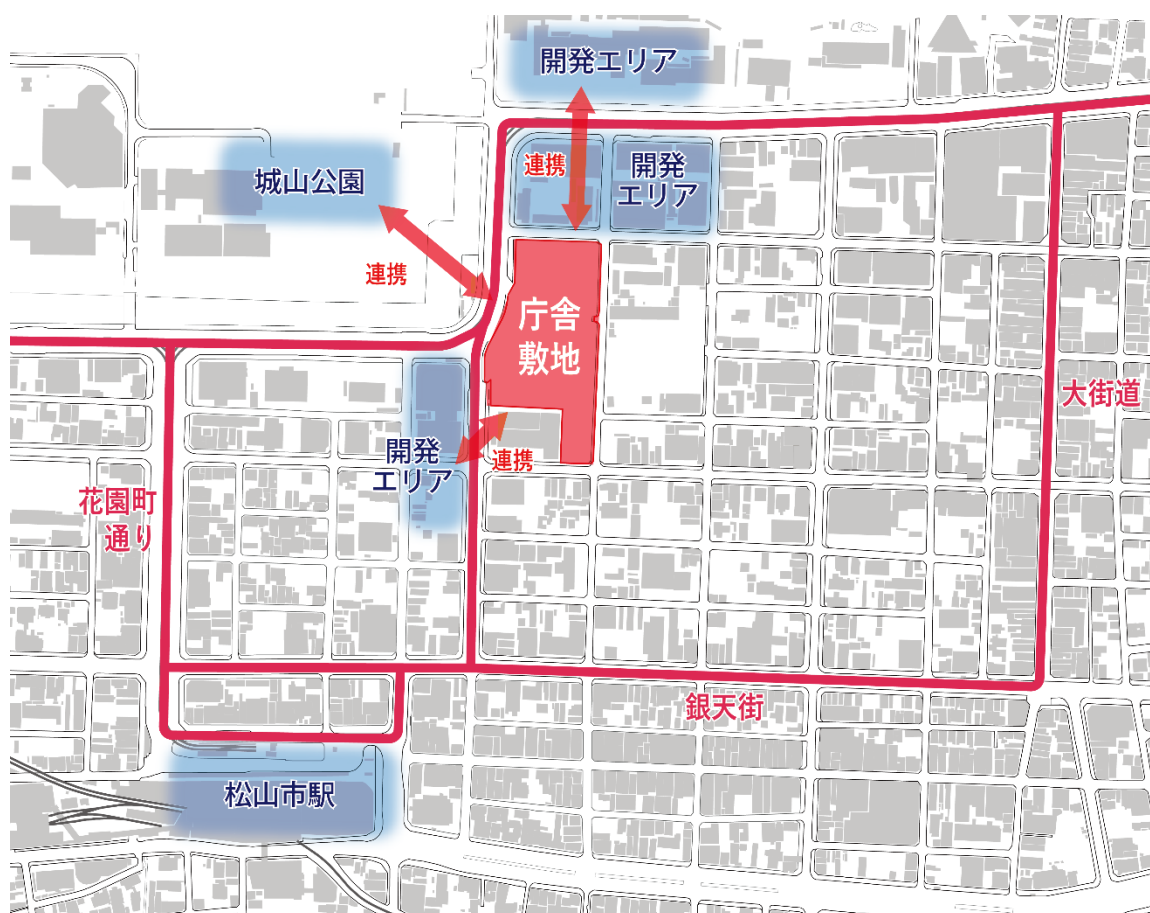 開発エリア
連携
開発
エリア
城山公園
連携
庁舎
敷地
大街道
開発
エリア
連携
花園町
通り
銀天街
松山市駅